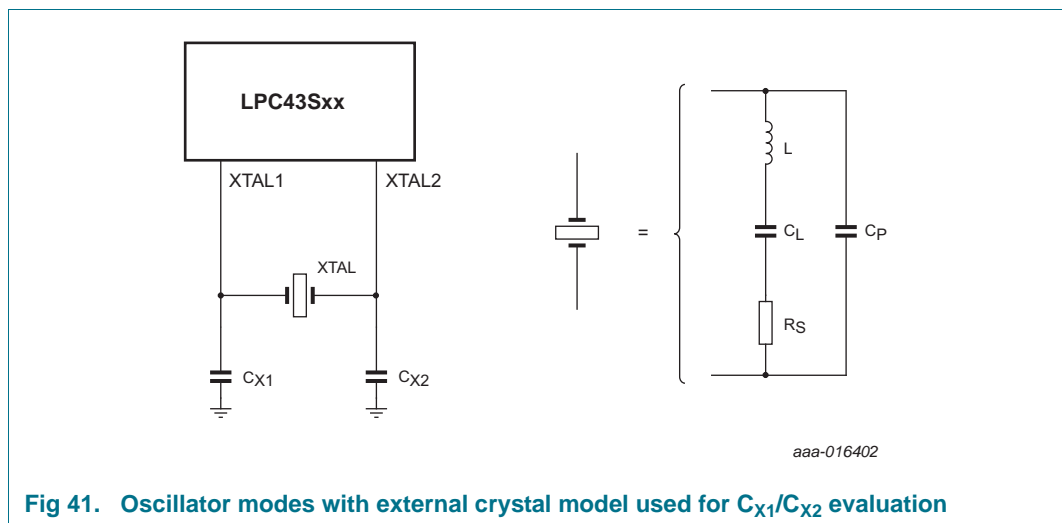 LPC43Sxx
XTAL1
XTAL2
XTAL
CX1
CX2
=
L
CL
CP
RS
aaa-016402
Fig 41. Oscillator modes with external crystal model used for CX1/CX2 evaluation